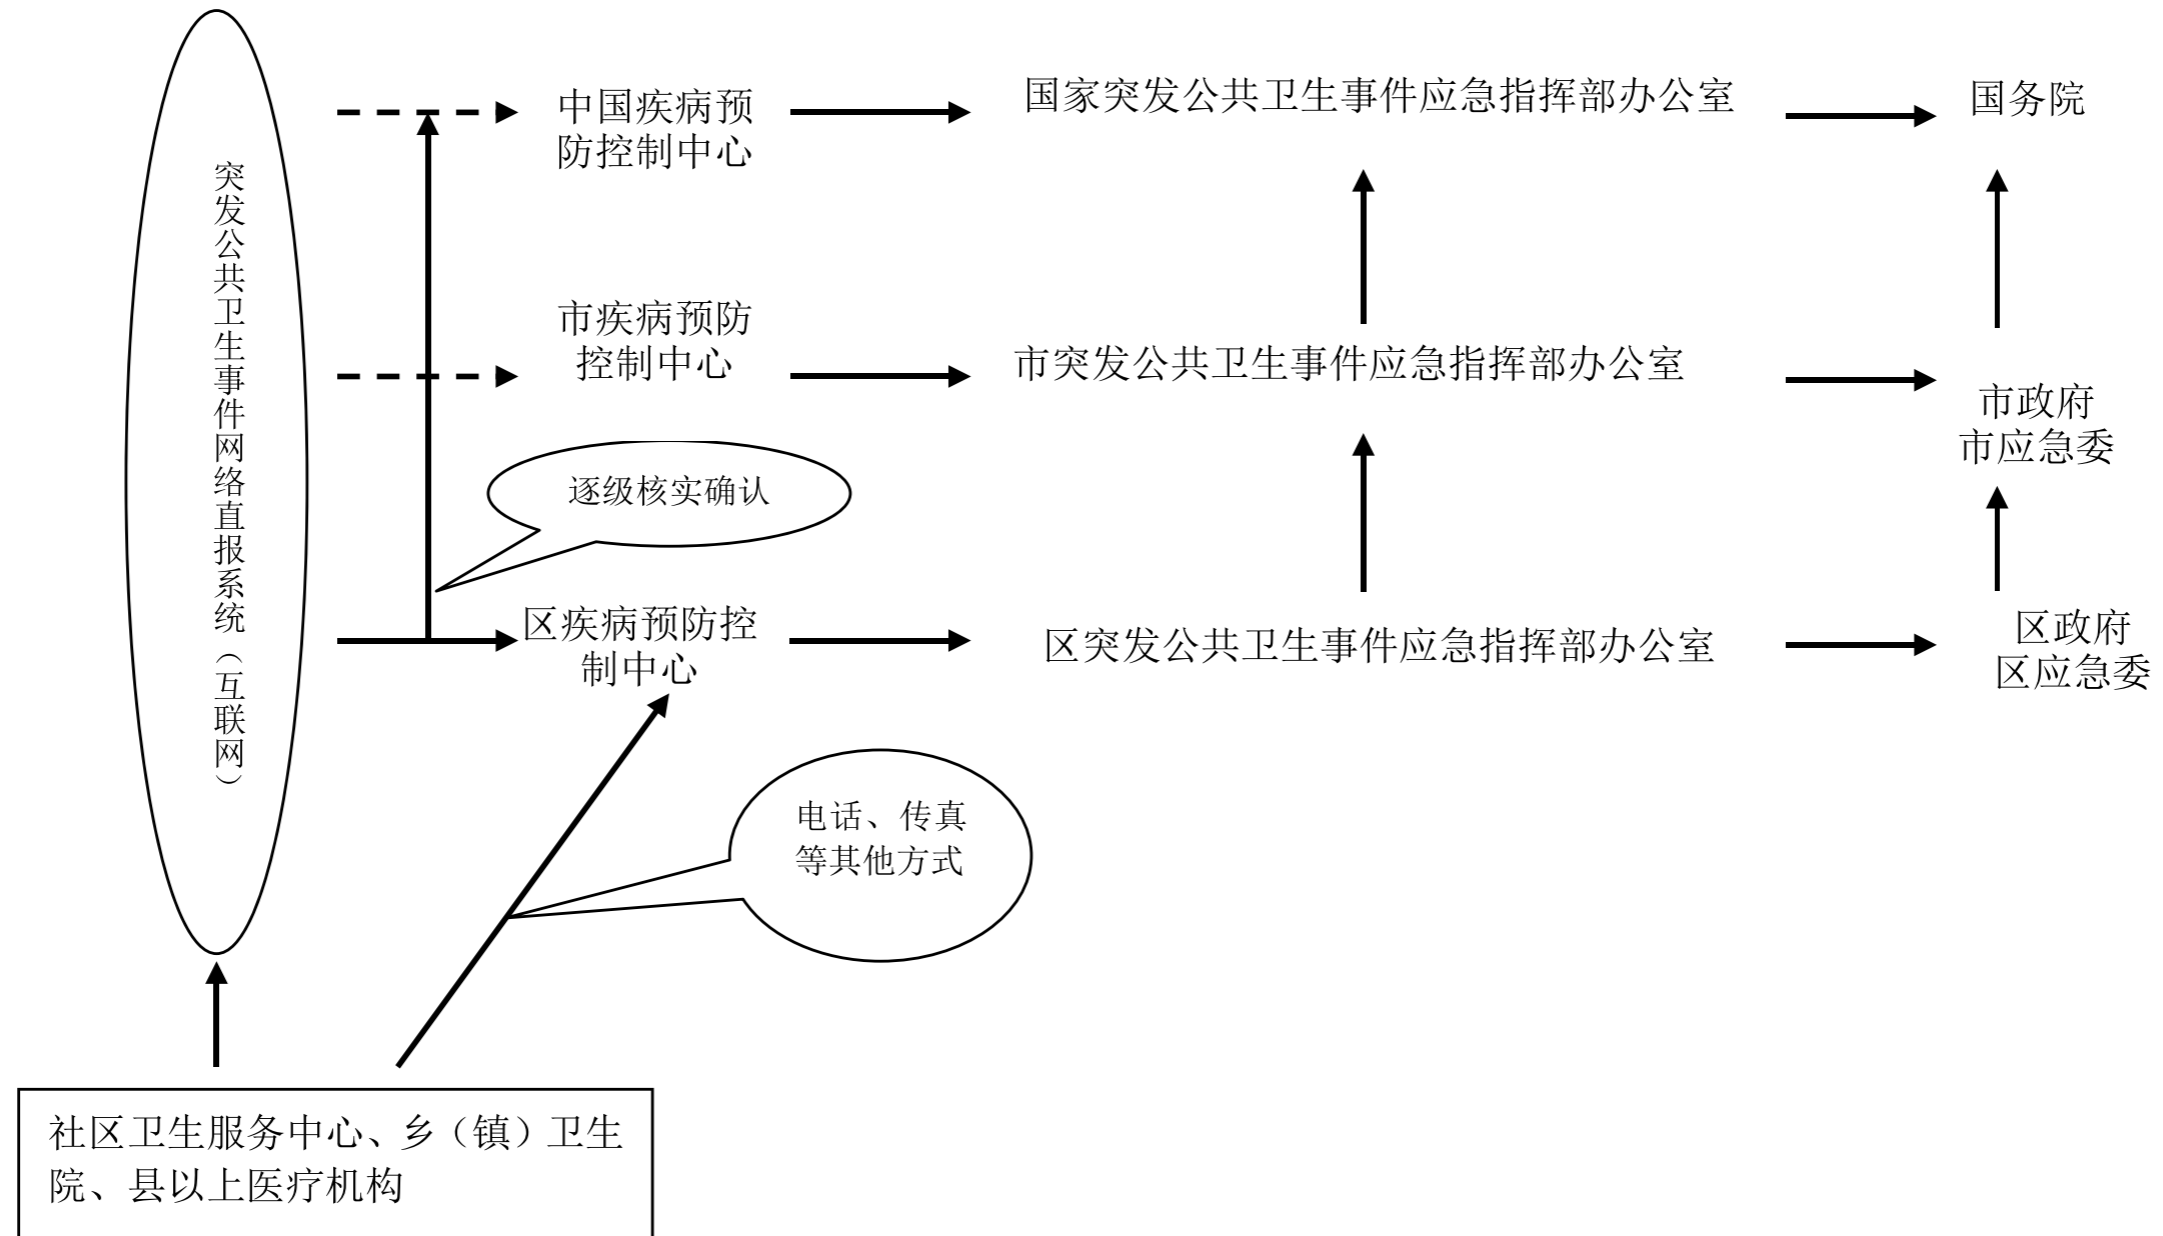 突发公共卫生事件网络直报系统（互联网）
中国疾病预
防控制中心
国家突发公共卫生事件应急指挥部办公室
国务院
市疾病预防
控制中心
市突发公共卫生事件应急指挥部办公室
市政府
市应急委
逐级核实确认
区疾病预防控
制中心
区突发公共卫生事件应急指挥部办公室
区政府
区应急委
电话、传真
等其他方式
社区卫生服务中心、乡（镇）卫生
院、县以上医疗机构